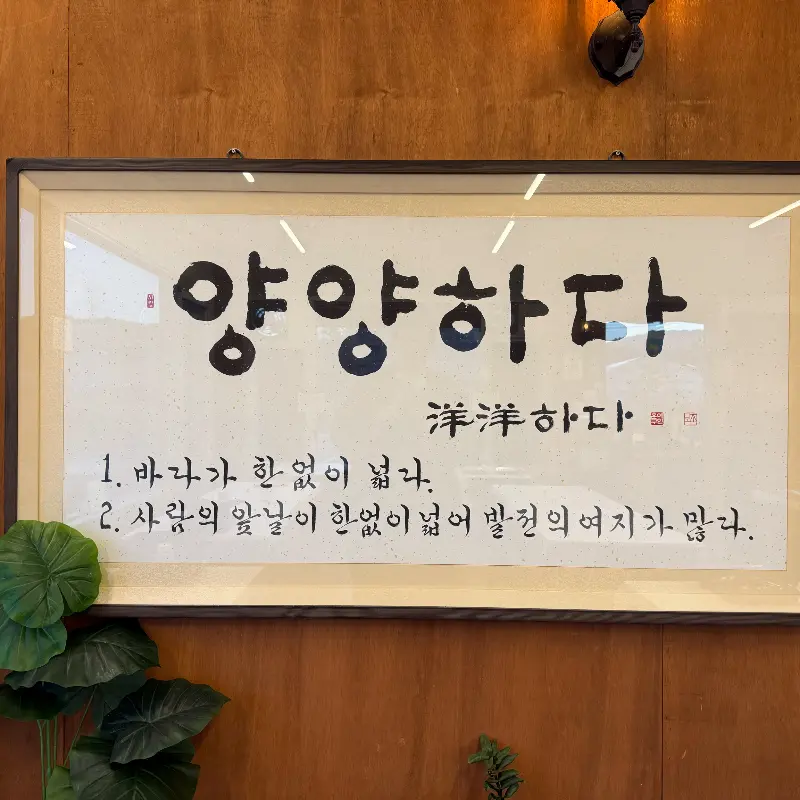 양양하다
洋洋하다
1. 바라가 한없이 넓다.
2. 사람의 앞날이 한없이 넓어 발전의 여지가 많다.